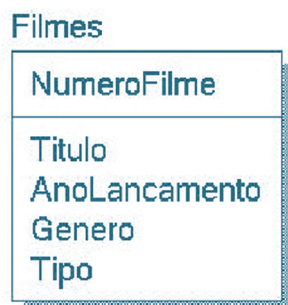 Filmes
NumeroFilme
Titulo
AnoLancamento
Genero
Tipo